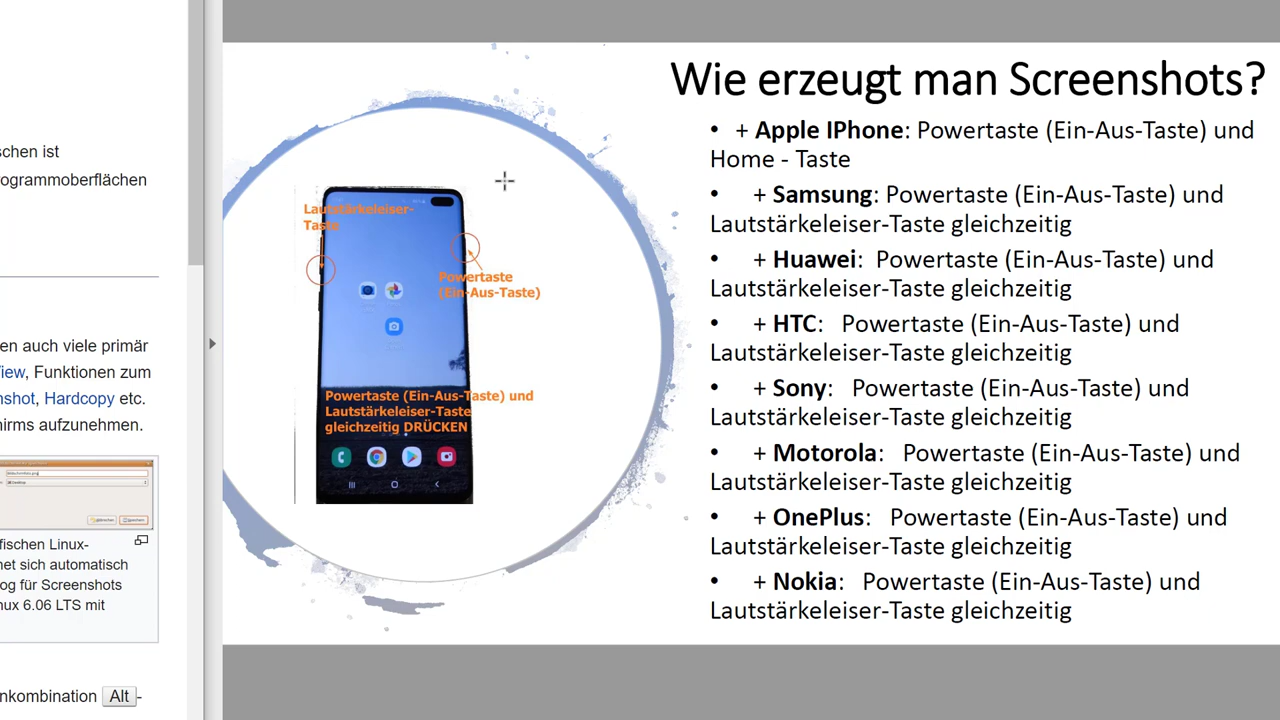 schen ist
rogrammoberflächen
en auch viele primär
View, Funktionen zum
nshot, Hardcopy etc.
hirms aufzunehmen.
fischen Linux-
net sich automatisch
og für Screenshots
nux 6.06 LTS mit
nkombination Alt-
Wie erzeugt man Screenshots?
• + Apple IPhone: Powertaste (Ein-Aus-Taste) und
Home - Taste
• + Samsung: Powertaste (Ein-Aus-Taste) und
Lautstärkeleiser-Taste gleichzeitig
• + Huawei: Powertaste (Ein-Aus-Taste) und
Lautstärkeleiser-Taste gleichzeitig
• + HTC: Powertaste (Ein-Aus-Taste) und
Lautstärkeleiser-Taste gleichzeitig
• + Sony: Powertaste (Ein-Aus-Taste) und
Lautstärkeleiser-Taste gleichzeitig
• + Motorola: Powertaste (Ein-Aus-Taste) und
Lautstärkeleiser-Taste gleichzeitig
• + OnePlus: Powertaste (Ein-Aus-Taste) und
Lautstärkeleiser-Taste gleichzeitig
• + Nokia: Powertaste (Ein-Aus-Taste) und
Lautstärkeleiser-Taste gleichzeitig
Lautstärkeleiser-
Taste
Powertaste
(Ein-Aus-Taste)
Powertaste (Ein-Aus-Taste) und
Lautstärkeleiser-Taste
gleichzeitig DRÜCKEN